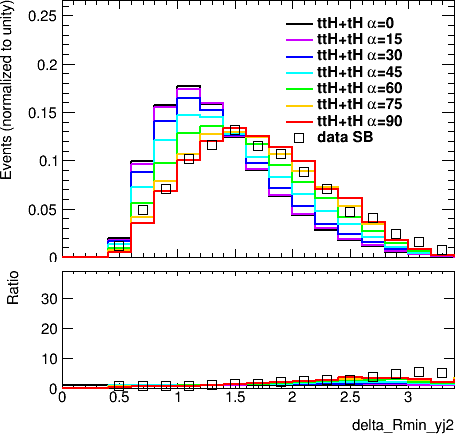 Events (normalized to unity)
0.25
0.2
0.15
0.1
0.05
0
ttH+tH α=0
ttH+tH α=15
ttH+tH α=30
ttH+tH α=45
ttH+tH α=60
ttH+tH α=75
ttH+tH α=90
data SB
Ratio
30
20
10
0
0 0.5 1 1.5 2 2.5 3
delta_Rmin_yj2